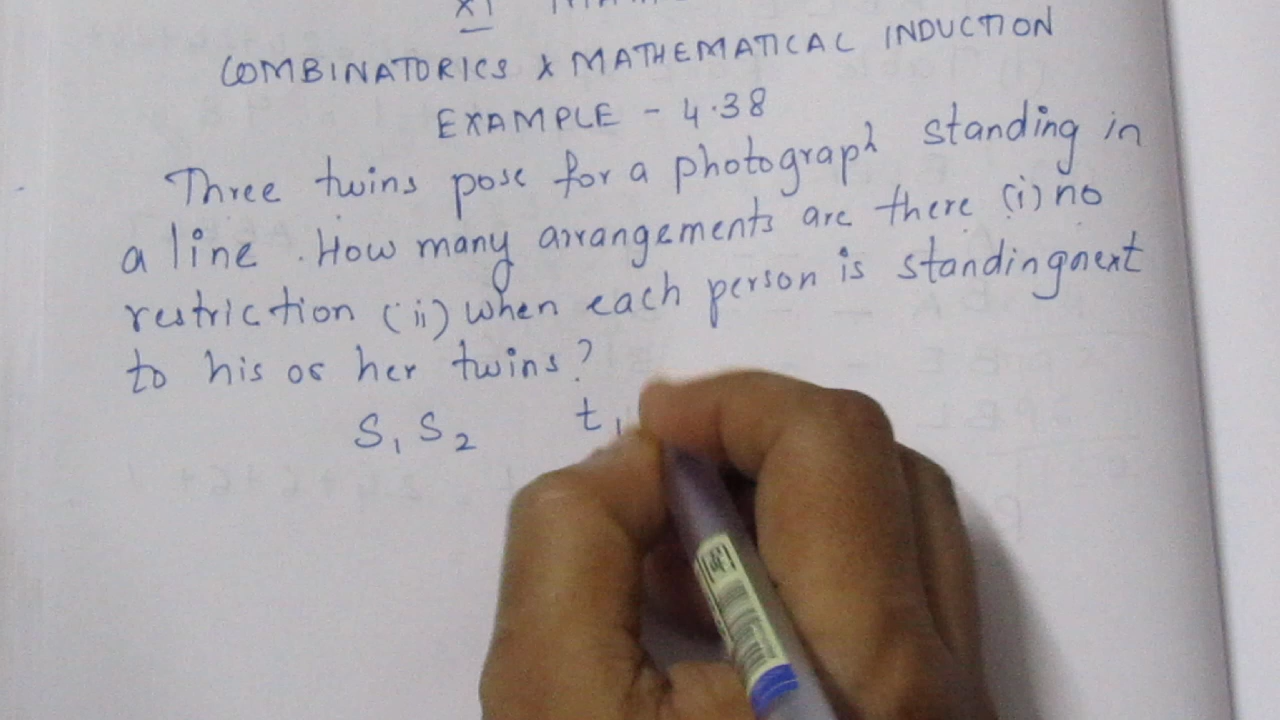 XI
COMBINATORICS & MATHEMATICAL INDUCTION
EXAMPLE - 4.38
Three twins pose for a photograph standing in
a line. How many arrangements are there (i) no
restriction (ii) when each person is standing next
to his or her twins?
S₁ S₂ t₁